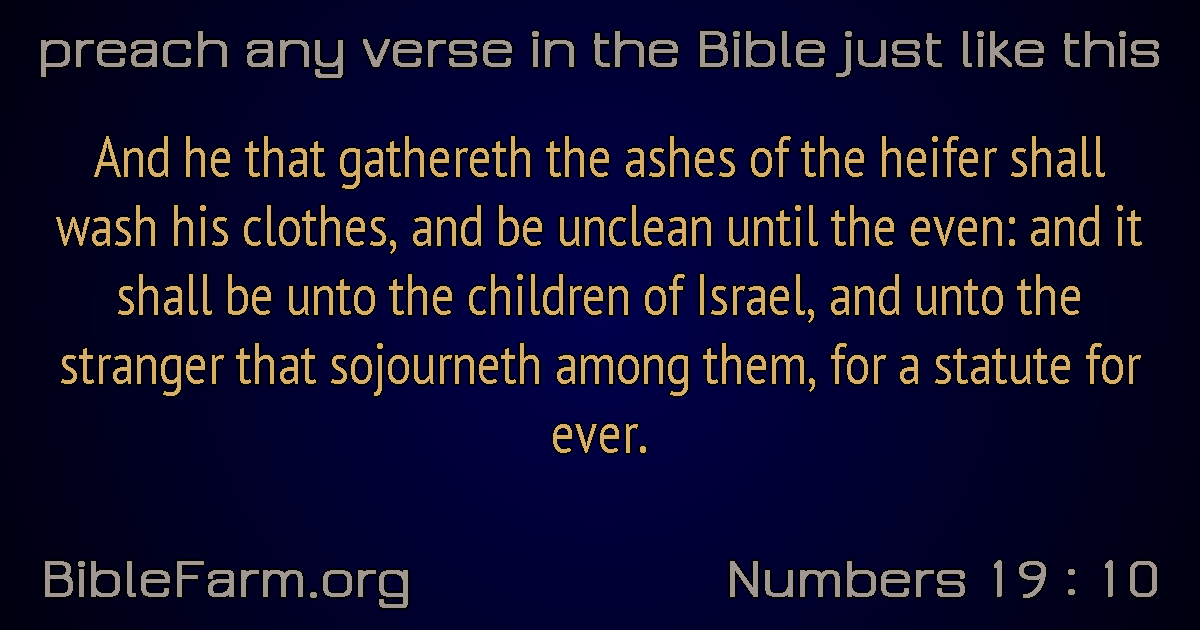 preach any verse in the Bible just like this
And he that gathereth the ashes of the heifer shall
wash his clothes, and be unclean until the even: and it
shall be unto the children of Israel, and unto the
stranger that sojourneth among them, for a statute for
ever.
BibleFarm.org
Numbers 19 : 10